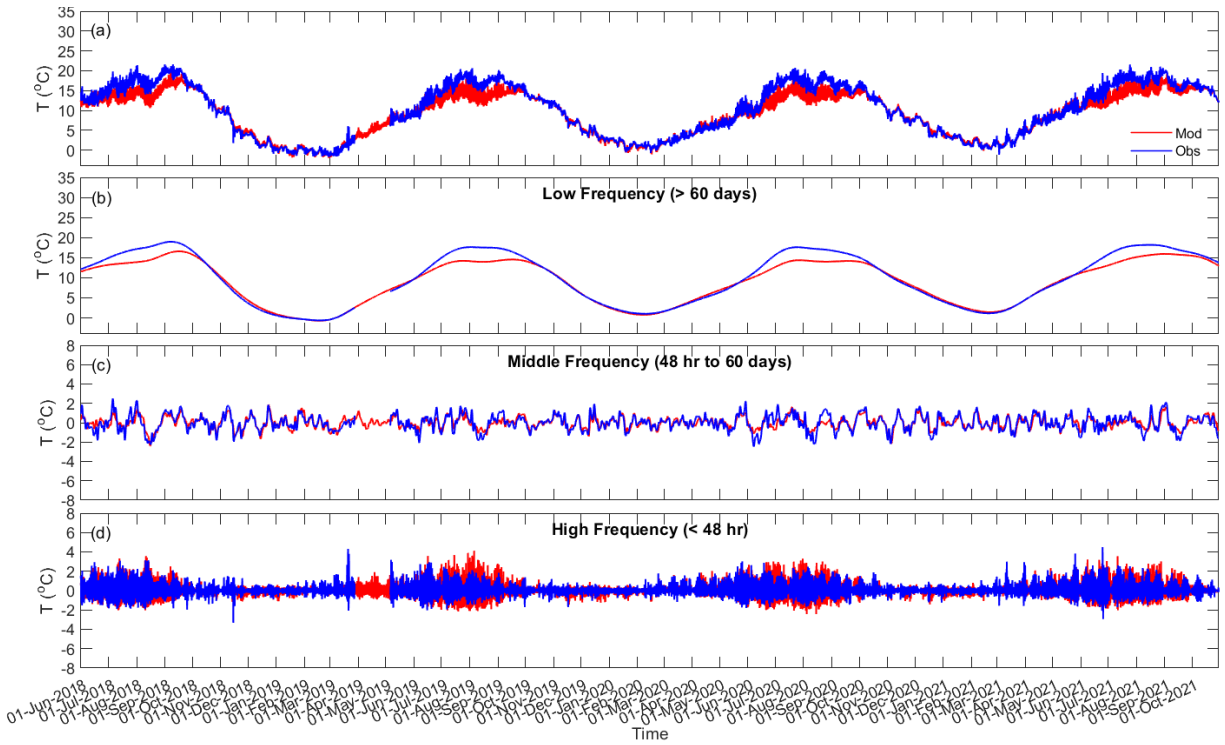 35
30
25
20
15
10
5
0
T (°C)
(a)
Mod
Obs
35
30
25
20
15
10
5
0
T (°C)
(b)
Low Frequency (> 60 days)
8
6
4
2
0
-2
-4
-6
-8
T (°C)
(c)
Middle Frequency (48 hr to 60 days)
8
6
4
2
0
-2
-4
-6
-8
T (°C)
(d)
High Frequency (< 48 hr)
01-Jun-2018
01-Jul-2018
01-Aug-2018
01-Sep-2018
01-Oct-2018
01-Nov-2018
01-Dec-2018
01-Jan-2019
01-Feb-2019
01-Mar-2019
01-Apr-2019
01-May-2019
01-Jun-2019
01-Jul-2019
01-Aug-2019
01-Sep-2019
01-Oct-2019
01-Nov-2019
01-Dec-2019
01-Jan-2020
01-Feb-2020
01-Mar-2020
01-Apr-2020
01-May-2020
01-Jun-2020
01-Jul-2020
01-Aug-2020
01-Sep-2020
01-Oct-2020
01-Nov-2020
01-Dec-2020
01-Jan-2021
01-Feb-2021
01-Mar-2021
01-Apr-2021
01-May-2021
01-Jun-2021
01-Jul-2021
01-Aug-2021
01-Sep-2021
01-Oct-2021
Time